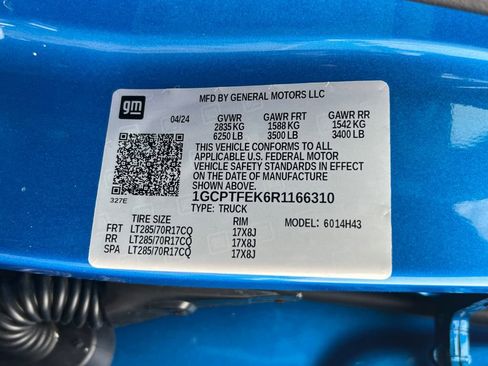 MFD BY GENERAL MOTORS LLC
gm
04/24 GVWR GAWR FRT GAWR RR
2835 KG 1588 KG 1542 KG
6250 LB 3500 LB 3400 LB
THIS VEHICLE CONFORMS TO ALL
APPLICABLE U.S. FEDERAL MOTOR
VEHICLE SAFETY STANDARDS IN EFFECT
ON THE DATE OF MANUFACTURE
SHOWN ABOVE.
327E 1GCPTFEK6R1166310
TYPE: TRUCK
TIRE SIZE RIM MODEL: 6014H43
FRT LT285/70R17CQ 17X8J
RR LT285/70R17CQ 17X8J
SPA LT285/70R17CQ 17X8J